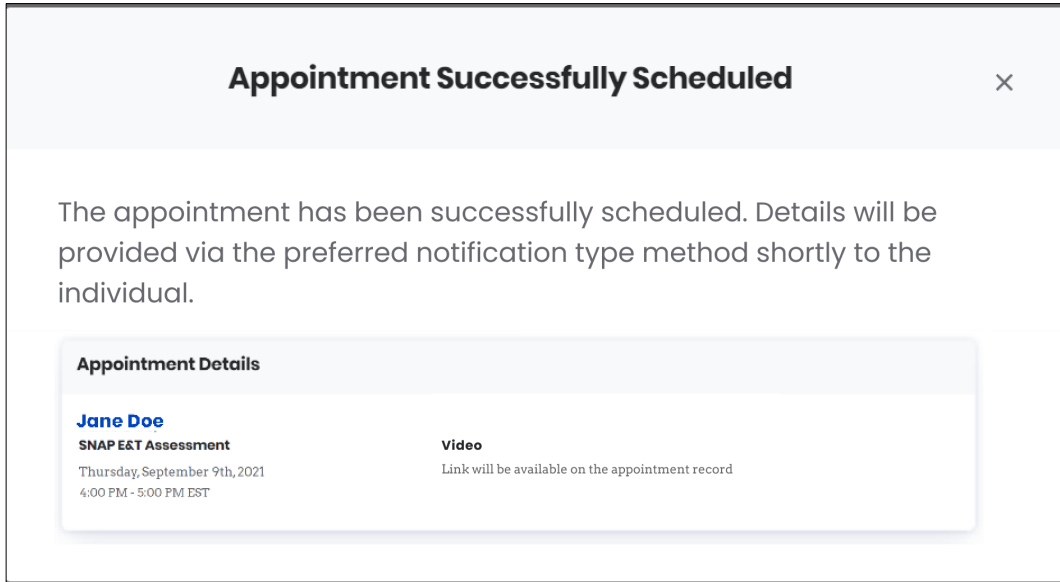 Appointment Successfully Scheduled
The appointment has been successfully scheduled. Details will be
provided via the preferred notification type method shortly to the
individual.
Appointment Details
Jane Doe
SNAP E&T Assessment
Thursday, September 9th, 2021
4:00 PM - 5:00 PM EST
Video
Link will be available on the appointment record